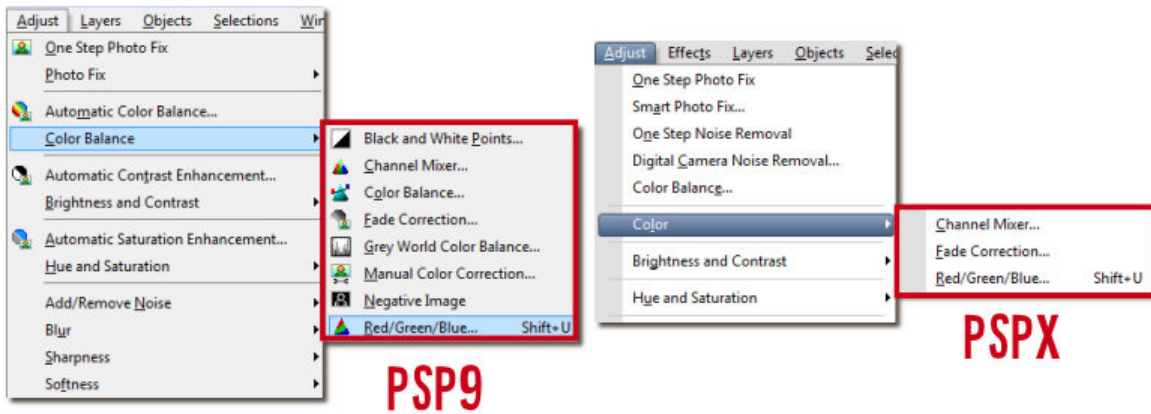 Adjust Layers Objects Selections Win
One Step Photo Fix
Photo Fix
Automatic Color Balance...
Color Balance
Automatic Contrast Enhancement...
Brightness and Contrast
Automatic Saturation Enhancement...
Hue and Saturation
Add/Remove Noise
Blur
Sharpness
Softness
Black and White Points...
Channel Mixer...
Color Balance...
Fade Correction...
Grey World Color Balance...
Manual Color Correction...
Negative Image
Red/Green/Blue... Shift+U
PSP9
Adjust Effects Layers Objects Selec
One Step Photo Fix
Smart Photo Fix...
One Step Noise Removal
Digital Camera Noise Removal...
Color Balance...
Color
Brightness and Contrast
Hue and Saturation
Channel Mixer...
Fade Correction...
Red/Green/Blue... Shift+U
PSPX